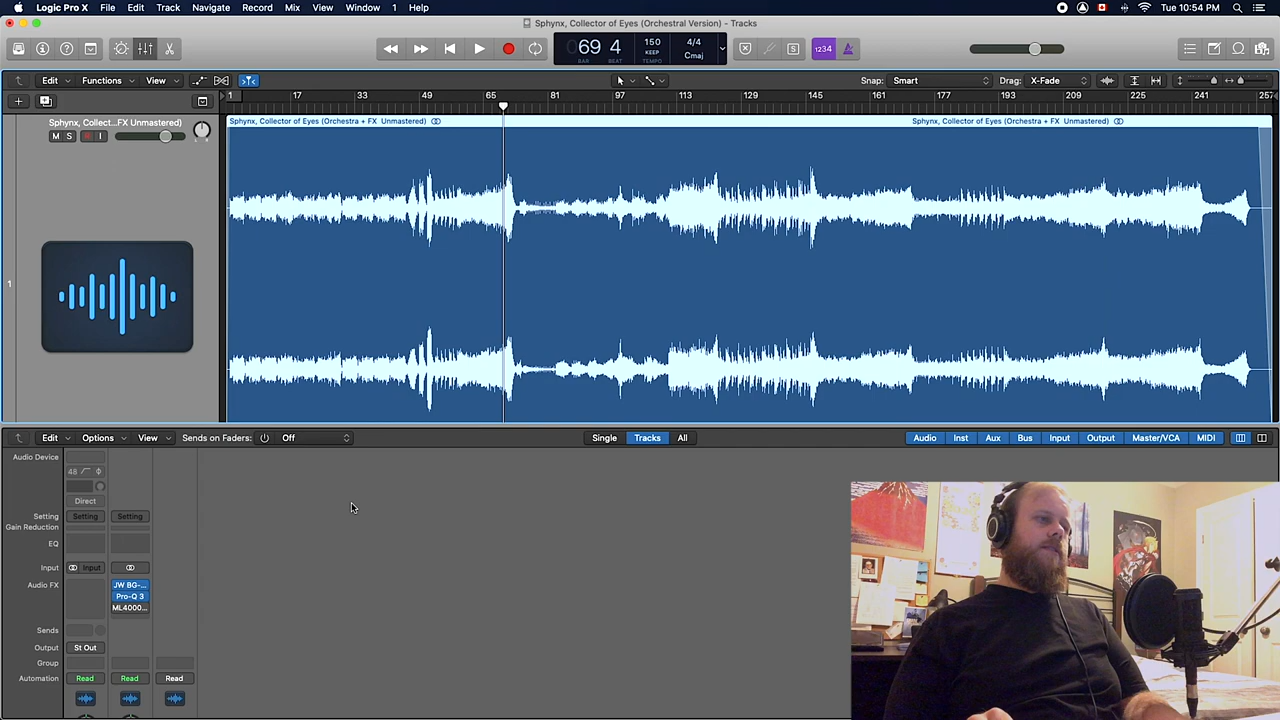 Logic Pro X File Edit Track Navigate Record Mix View Window 1 Help Tue 10:54 PM
Sphynx, Collector of Eyes (Orchestral Version) - Tracks
69 4 150 4/4
BAR BEAT KEEP TEMPO Cmaj
S 1234
Edit Functions View Snap: Smart Drag: X-Fade
1 17 33 49 65 81 97 113 129 145 161 177 193 209 225 241 257
Sphynx, Collect...FX Unmastered)
M S R I
Sphynx, Collector of Eyes (Orchestra + FX Unmastered) Sphynx, Collector of Eyes (Orchestra + FX Unmastered)
1
Edit Options View Sends on Faders: Off Single Tracks All Audio Inst Aux Bus Input Output Master/VCA MIDI
Audio Device
48
Direct
Setting Setting Setting
Gain Reduction
EQ
Input Input
Audio FX JW BG-...
Pro-Q 3
ML4000...
Sends
Output St Out
Group
Automation Read Read Read